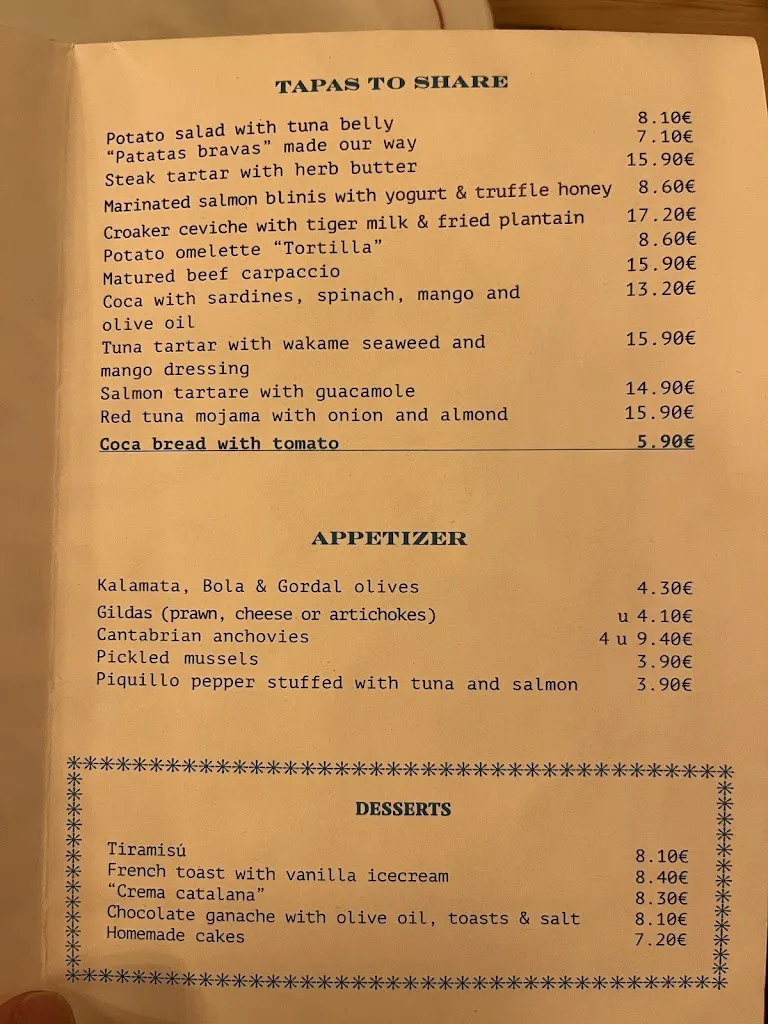 TAPAS TO SHARE
Potato salad with tuna belly 8.10€
"Patatas bravas" made our way 7.10€
Steak tartar with herb butter 15.90€
Marinated salmon blinis with yogurt & truffle honey 8.60€
Croaker ceviche with tiger milk & fried plantain 17.20€
Potato omelette "Tortilla" 8.60€
Matured beef carpaccio 15.90€
Coca with sardines, spinach, mango and 13.20€
olive oil
Tuna tartar with wakame seaweed and 15.90€
mango dressing
Salmon tartare with guacamole 14.90€
Red tuna mojama with onion and almond 15.90€
Coca bread with tomato 5.90€
APPETIZER
Kalamata, Bola & Gordal olives 4.30€
Gildas (prawn, cheese or artichokes) u 4.10€
Cantabrian anchovies 4 u 9.40€
Pickled mussels 3.90€
Piquillo pepper stuffed with tuna and salmon 3.90€
DESSERTS
Tiramisú 8.10€
French toast with vanilla icecream 8.40€
"Crema catalana" 8.30€
Chocolate ganache with olive oil, toasts & salt 8.10€
Homemade cakes 7.20€